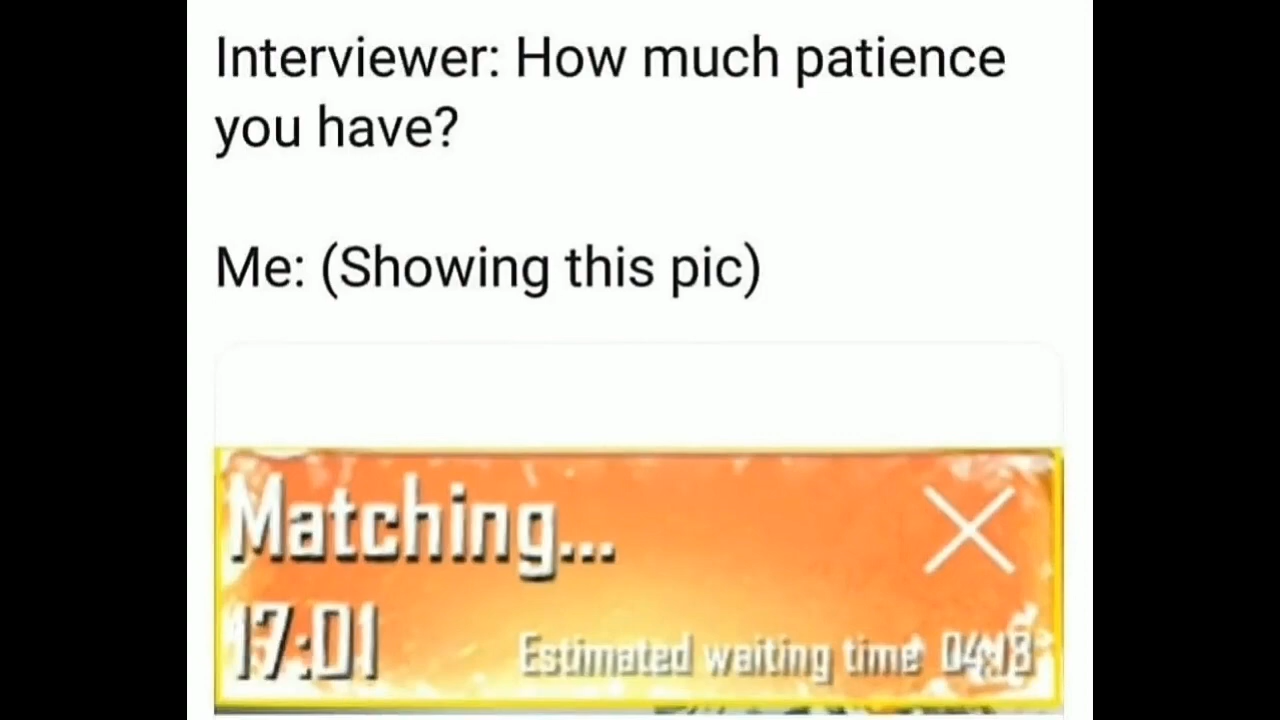 Interviewer: How much patience
you have?
Me: (Showing this pic)
Matching...
17:01
Estimated waiting time 04:18